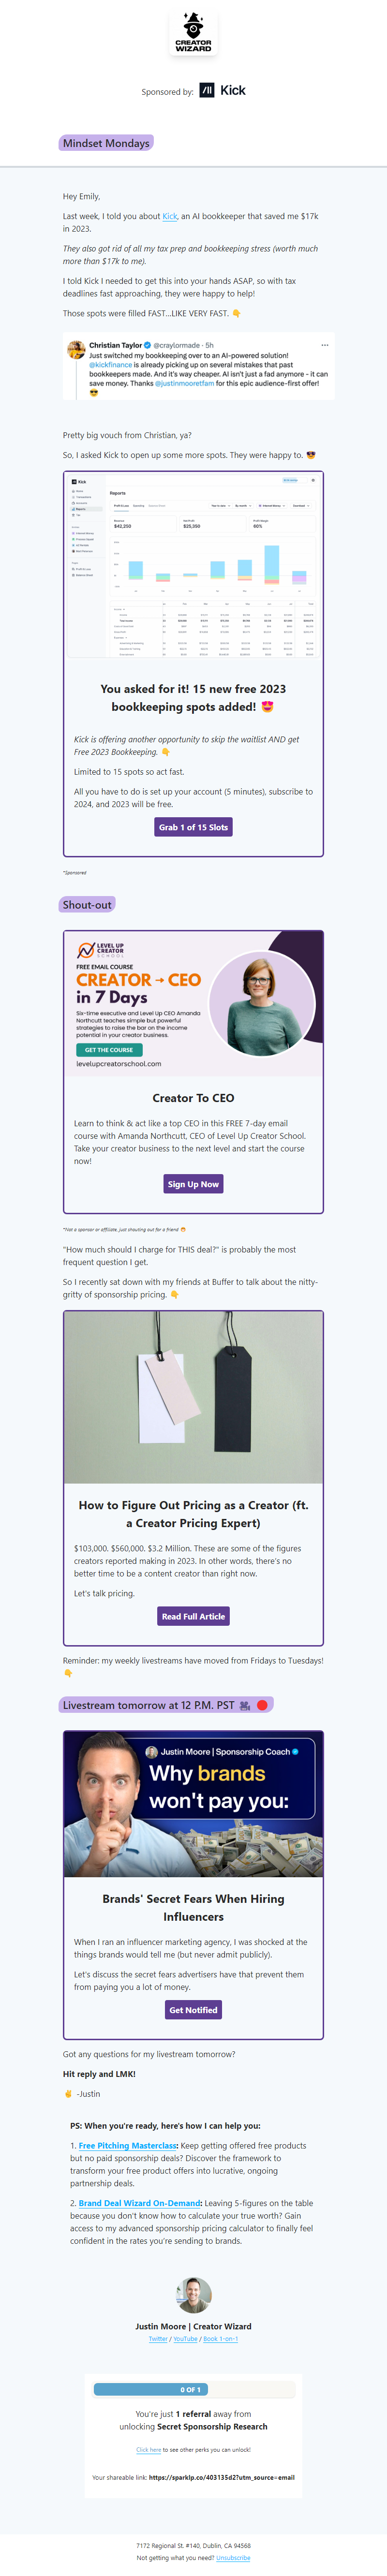 CREATOR
WIZARD
Sponsored by: Kick
Mindset Mondays
Hey Emily,
Last week, I told you about Kick, an AI bookkeeper that saved me $17k
in 2023.
They also got rid of all my tax prep and bookkeeping stress (worth much
more than $17k to me).
I told Kick I needed to get this into your hands ASAP, so with tax
deadlines fast approaching, they were happy to help!
Those spots were filled FAST...LIKE VERY FAST. 👇
Christian Taylor @craylormade · 5h
Just switched my bookkeeping over to an AI-powered solution!
@kickfinance is already picking up on several mistakes that past
bookkeepers made. And it's way cheaper. AI isn't just a fad anymore - it can
save money. Thanks @justinmooretfam for this epic audience-first offer!
😎
Pretty big vouch from Christian, ya?
So, I asked Kick to open up some more spots. They were happy to. 😎
Kick
Reports
$42,250
$25,350
60%
You asked for it! 15 new free 2023
bookkeeping spots added! 😍
Kick is offering another opportunity to skip the waitlist AND get
Free 2023 Bookkeeping. 👇
Limited to 15 spots so act fast.
All you have to do is set up your account (5 minutes), subscribe to
2024, and 2023 will be free.
Grab 1 of 15 Slots
*Sponsored
Shout-out
LEVEL UP
CREATOR
SCHOOL
FREE EMAIL COURSE
CREATOR → CEO
in 7 Days
Six-time executive and Level Up CEO Amanda
Northcutt teaches simple but powerful
strategies to raise the bar on the income
potential in your creator business.
GET THE COURSE
levelupcreatorschool.com
Creator To CEO
Learn to think & act like a top CEO in this FREE 7-day email
course with Amanda Northcutt, CEO of Level Up Creator School.
Take your creator business to the next level and start the course
now!
Sign Up Now
*Not a sponsor or affiliate, just shouting out for a friend
"How much should I charge for THIS deal?" is probably the most
frequent question I get.
So I recently sat down with my friends at Buffer to talk about the nitty-
gritty of sponsorship pricing. 👇
How to Figure Out Pricing as a Creator (ft.
a Creator Pricing Expert)
$103,000. $560,000. $3.2 Million. These are some of the figures
creators reported making in 2023. In other words, there's no
better time to be a content creator than right now.
Let's talk pricing.
Read Full Article
Reminder: my weekly livestreams have moved from Fridays to Tuesdays!
👇
Livestream tomorrow at 12 P.M. PST 🎥 🔴
Justin Moore | Sponsorship Coach
Why brands
won't pay you:
Brands' Secret Fears When Hiring
Influencers
When I ran an influencer marketing agency, I was shocked at the
things brands would tell me (but never admit publicly).
Let's discuss the secret fears advertisers have that prevent them
from paying you a lot of money.
Get Notified
Got any questions for my livestream tomorrow?
Hit reply and LMK!
✌ -Justin
PS: When you're ready, here's how I can help you:
1. Free Pitching Masterclass: Keep getting offered free products
but no paid sponsorship deals? Discover the framework to
transform your free product offers into lucrative, ongoing
partnership deals.
2. Brand Deal Wizard On-Demand: Leaving 5-figures on the table
because you don't know how to calculate your true worth? Gain
access to my advanced sponsorship pricing calculator to finally feel
confident in the rates you're sending to brands.
Justin Moore | Creator Wizard
Twitter / YouTube / Book 1-on-1
0 OF 1
You're just 1 referral away from
unlocking Secret Sponsorship Research
Click here to see other perks you can unlock!
Your shareable link: https://sparklp.co/403135d2?utm_source=email
7172 Regional St. #140, Dublin, CA 94568
Not getting what you need? Unsubscribe